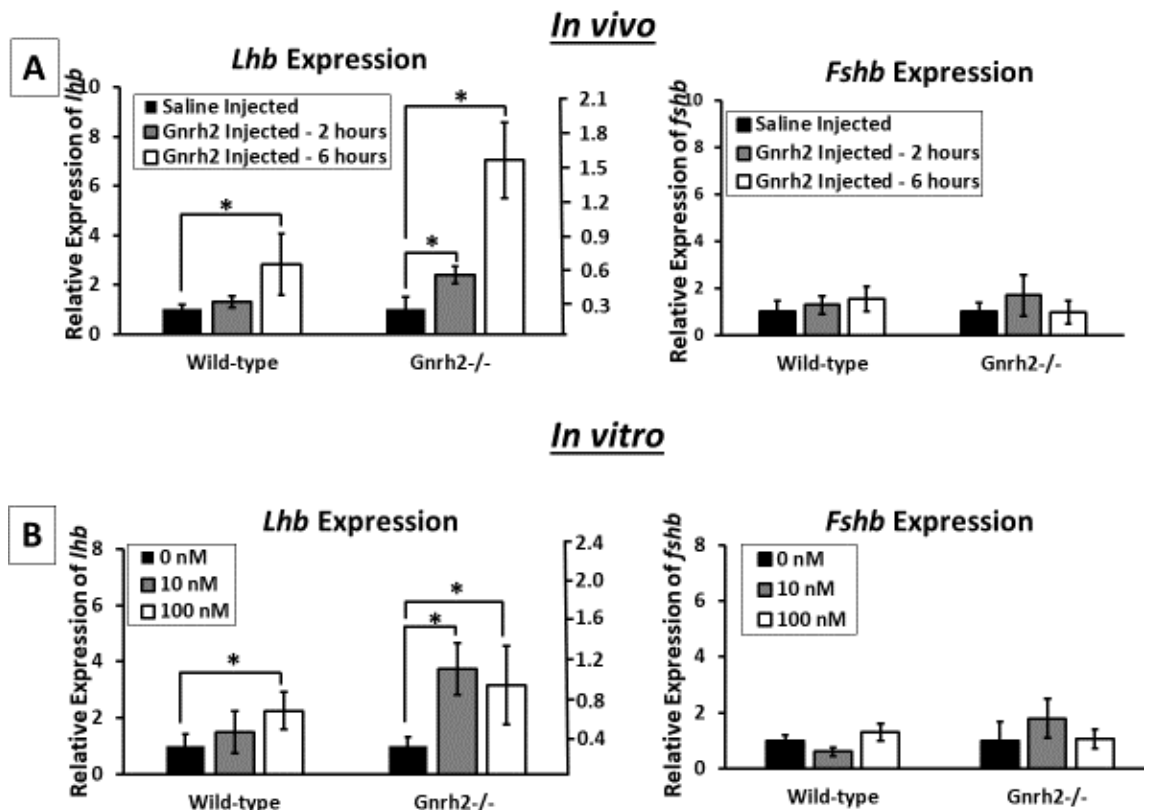 In vivo
A
Lhb Expression
Relative Expression of lhb
10
8
6
4
2
0
Saline Injected
Gnrh2 Injected - 2 hours
Gnrh2 Injected - 6 hours
*
*
*
2.1
1.8
1.5
1.2
0.9
0.6
0.3
Wild-type
Gnrh2-/-
Fshb Expression
Relative Expression of fshb
10
8
6
4
2
0
Saline Injected
Gnrh2 Injected - 2 hours
Gnrh2 Injected - 6 hours
Wild-type
Gnrh2-/-
In vitro
B
Lhb Expression
Relative Expression of lhb
8
6
4
2
0
0 nM
10 nM
100 nM
*
*
*
2.4
2.0
1.6
1.2
0.8
0.4
Wild-type
Gnrh2-/-
Fshb Expression
Relative Expression of fshb
8
6
4
2
0
0 nM
10 nM
100 nM
Wild-type
Gnrh2-/-